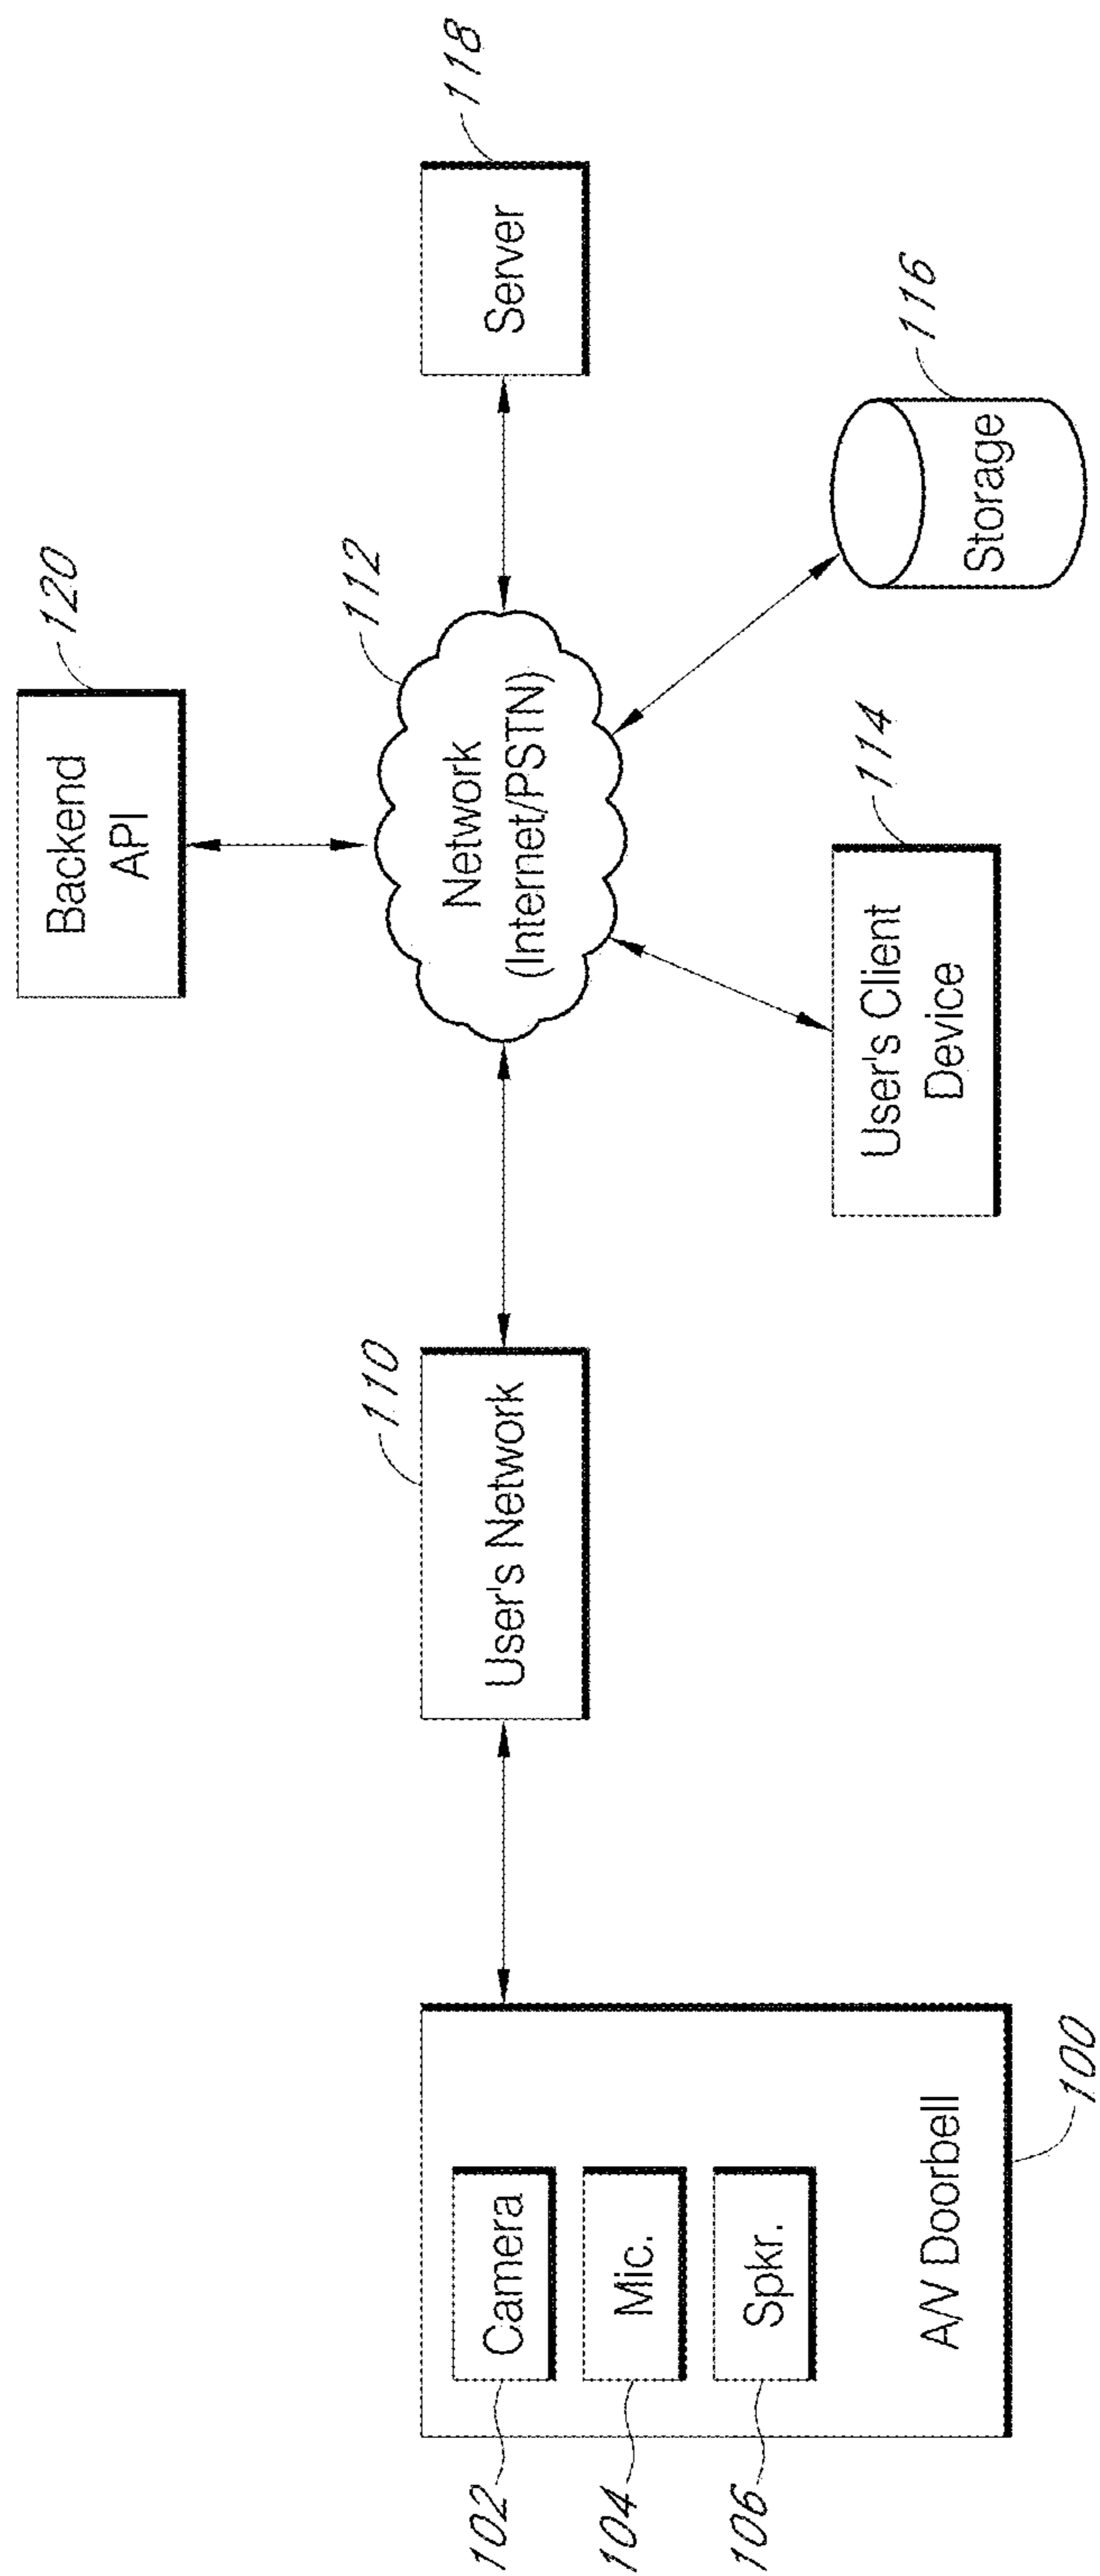 120
Backend
API
112
118
Network
(Internet/PSTN)
Server
110
User's Network
102
Camera
104
Mic.
106
Spkr.
A/V Doorbell
100
114
User's Client
Device
116
Storage